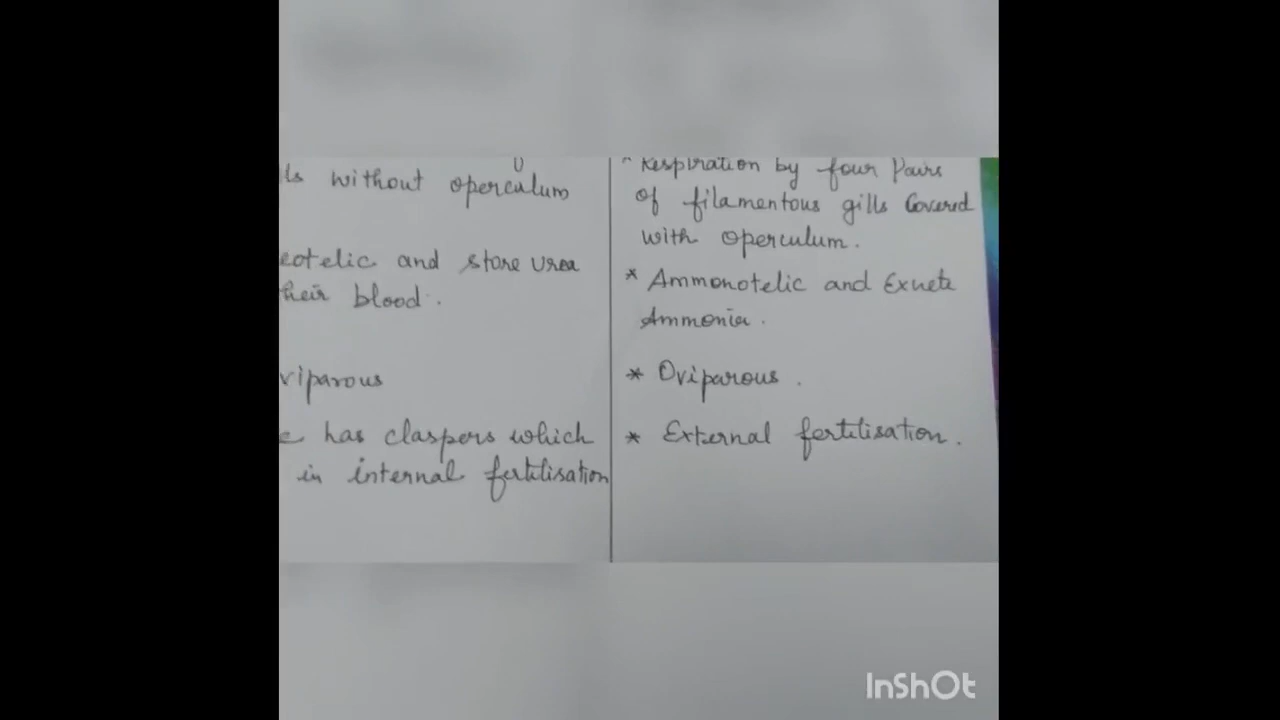 ls without operculum
eotelic and store urea
heir blood.
viparous
e has claspers which
in internal fertilisation
* Respiration by four Pairs
of filamentous gills Covered
with operculum.
* Ammonotelic and Exrete
Ammonia.
* Oviparous.
* External fertilisation.
InShOt